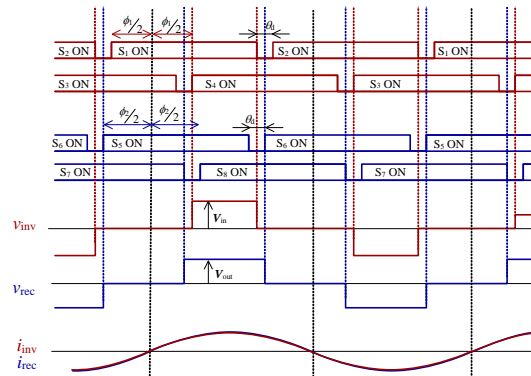 ϕ₁/2 ϕ₁/2 θd
S₂ ON S₁ ON S₂ ON S₁ ON
S₃ ON S₄ ON S₃ ON
ϕ₂/2 ϕ₂/2 θd
S₆ ON S₅ ON S₆ ON S₅ ON
S₇ ON S₈ ON S₇ ON
vinv Vin
vrec Vout
iinv
irec